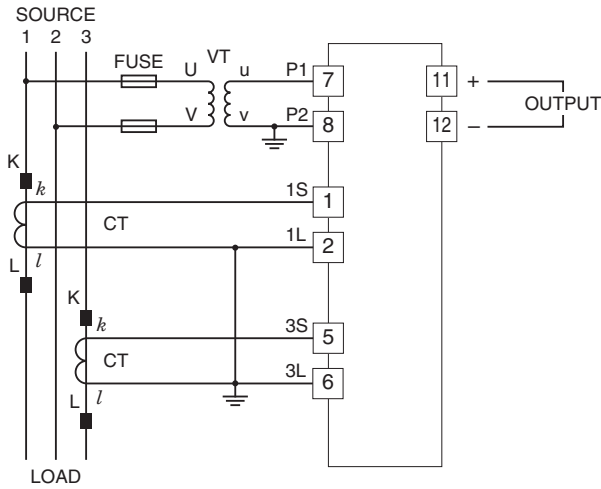 SOURCE
1 2 3
FUSE
VT
U u P1 7 11 +
OUTPUT
V v P2 8 12 –
K
k 1S 1
CT
1L 2
L l
K
k 3S 5
CT
3L 6
L l
LOAD